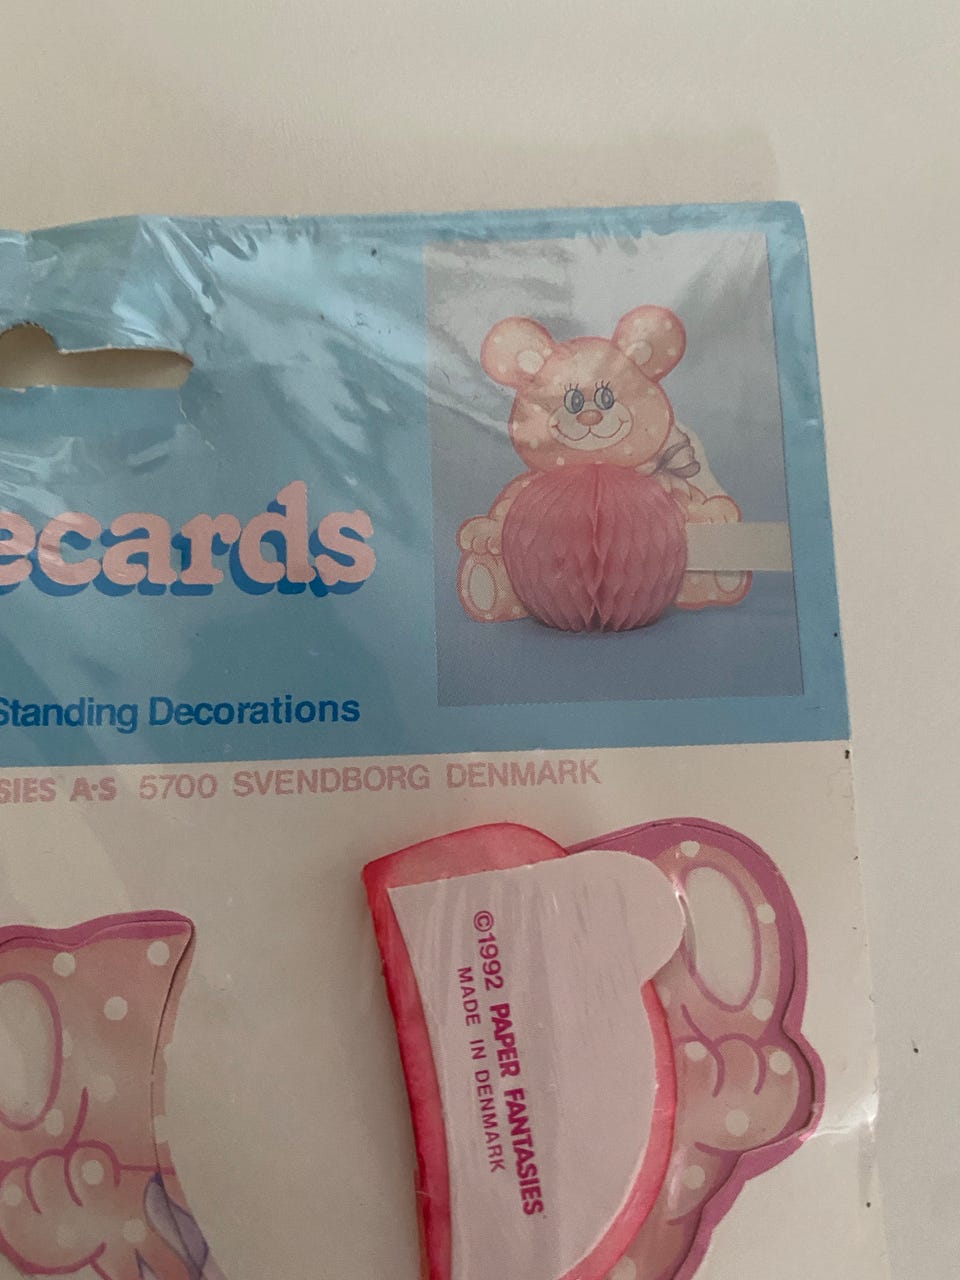 ecards
Standing Decorations
SIES A·S 5700 SVENDBORG DENMARK
©1992 PAPER FANTASIES
MADE IN DENMARK